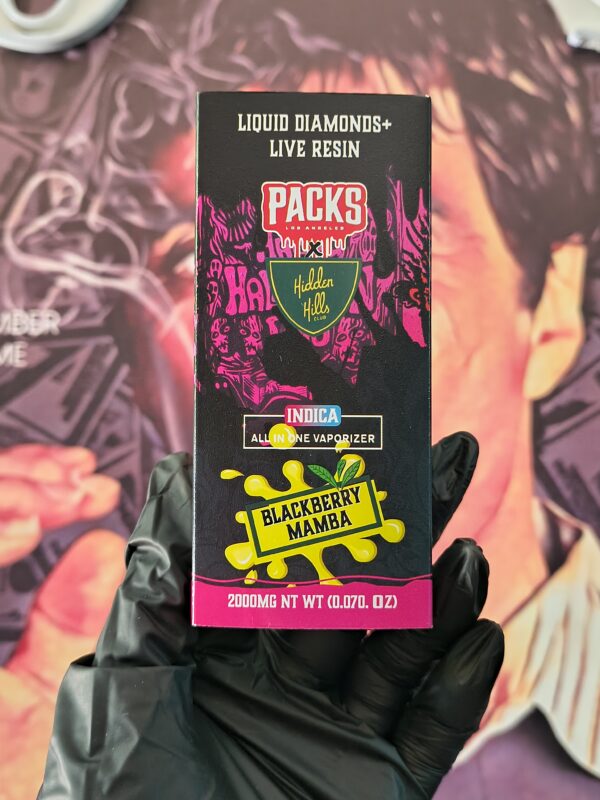 LIQUID DIAMONDS+
LIVE RESIN
PACKS
LOS ANGELES
X
Hidden
Hills
CLUB
INDICA
ALL IN ONE VAPORIZER
BLACKBERRY
MAMBA
2000MG NT WT (0.070. OZ)
ME